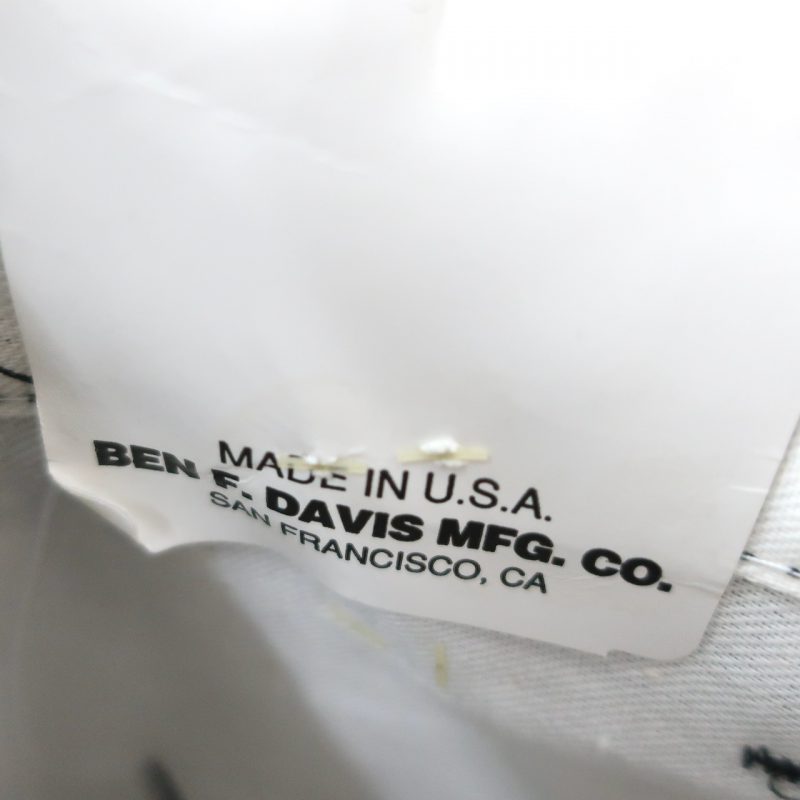 MADE IN U.S.A.
BEN F. DAVIS MFG. CO.
SAN FRANCISCO, CA